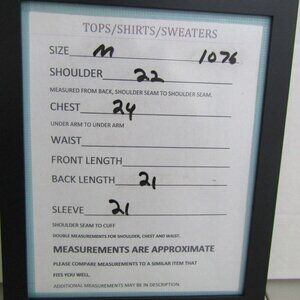 TOPS/SHIRTS/SWEATERS
SIZE M 1076
SHOULDER 22
MEASURED FROM BACK, SHOULDER SEAM TO SHOULDER SEAM.
CHEST 24
UNDER ARM TO UNDER ARM
WAIST
FRONT LENGTH
BACK LENGTH 21
SLEEVE 21
SHOULDER SEAM TO CUFF
DOUBLE MEASUREMENTS FOR SHOULDER, CHEST AND WAIST.
MEASUREMENTS ARE APPROXIMATE
PLEASE COMPARE MEASUREMENTS TO A SIMILAR ITEM THAT
FITS YOU WELL.
ADDITIONAL MEASUREMENTS MAY BE IN DESCRIPTION.